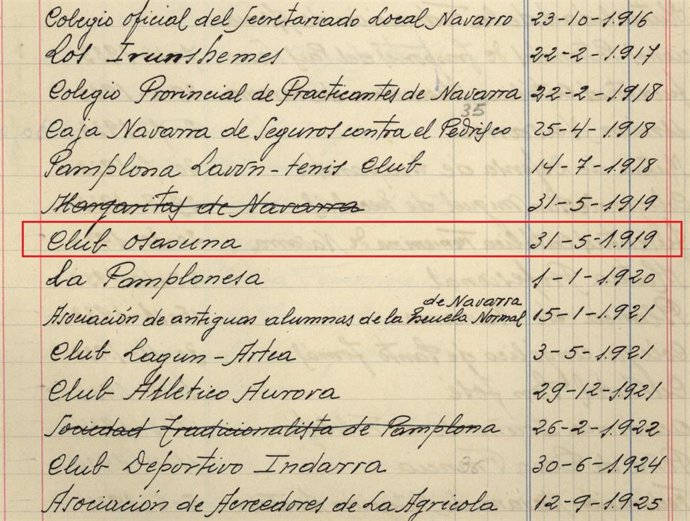 Colegio oficial del Secretariado Local Navarro 23-10-1.916
Los Irunshemes 22-2-1.917
Colegio Provincial de Practicantes de Navarra 22-2-1.918
35
Caja Navarra de Seguros contra el Pedrisco 25-4-1.918
Pamplona Lavón-tenis Club 14-7-1.918
Margaritas de Navarra 31-5-1.919
Club Osasuna 31-5-1.919
La Pamplonesa 1-1-1.920
de Navarra
Asociación de antiguas alumnas de la Escuela Normal 15-1-1.921
Club Lagun-Artea 3-5-1.921
Club Atletico Aurora 29-12-1.921
Sociedad Tradicionalista de Pamplona 26-2-1.922
Club Deportivo Indarra 30-6-1.924
Asociación de Acreedores de La Agricola 12-9-1.925